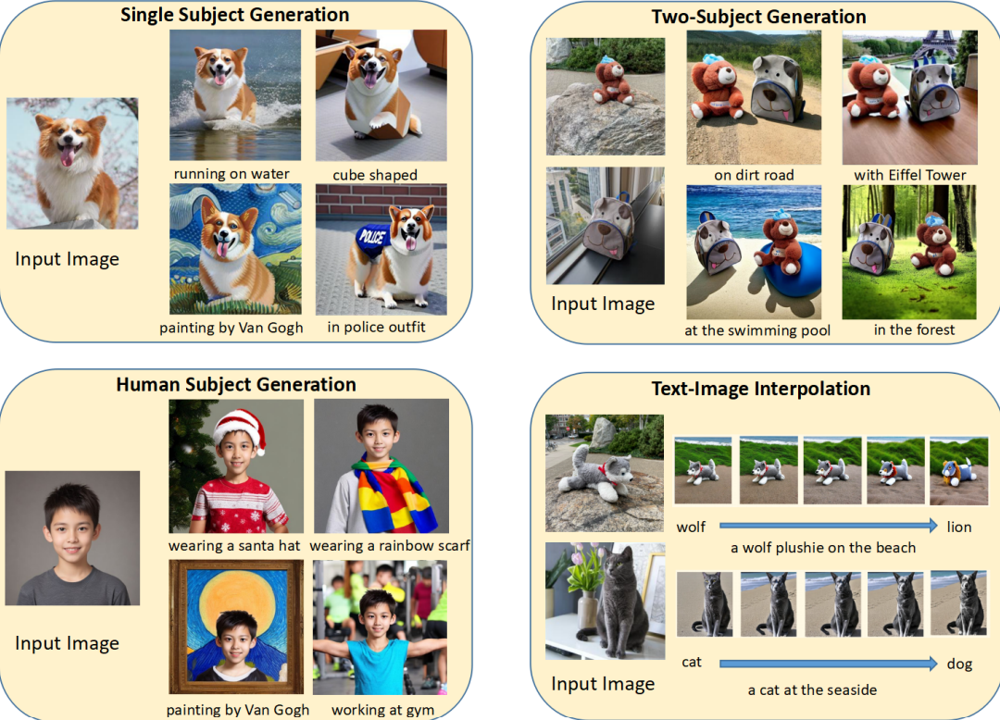 Single Subject Generation
Input Image
running on water
cube shaped
POLICE
painting by Van Gogh
in police outfit
Two-Subject Generation
on dirt road
with Eiffel Tower
Input Image
at the swimming pool
in the forest
Human Subject Generation
wearing a santa hat
wearing a rainbow scarf
Input Image
painting by Van Gogh
working at gym
Text-Image Interpolation
wolf
lion
a wolf plushie on the beach
Input Image
cat
dog
a cat at the seaside